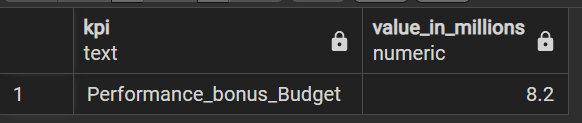 kpi value_in_millions
text numeric
1 Performance_bonus_Budget 8.2